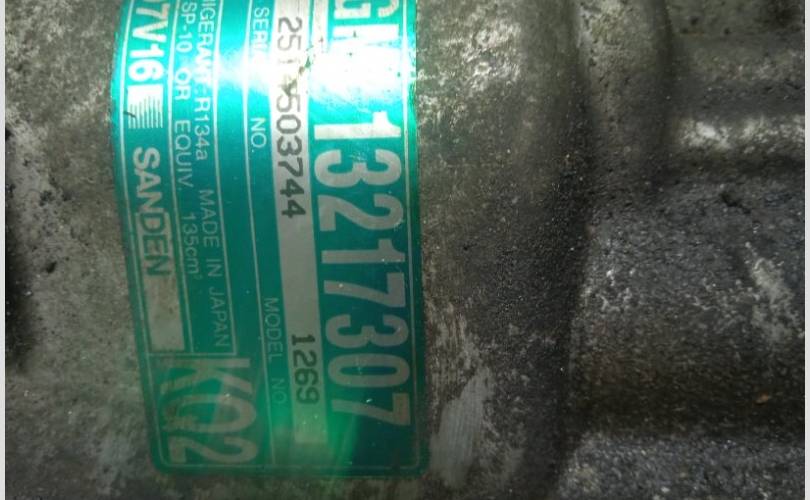 GM 13217307
SERIAL NO. MODEL NO.
1269
KQ2
REFRIGERANT:R134a MADE IN JAPAN
SP-10 OR EQUIV. 135cm³
7V16 SANDEN